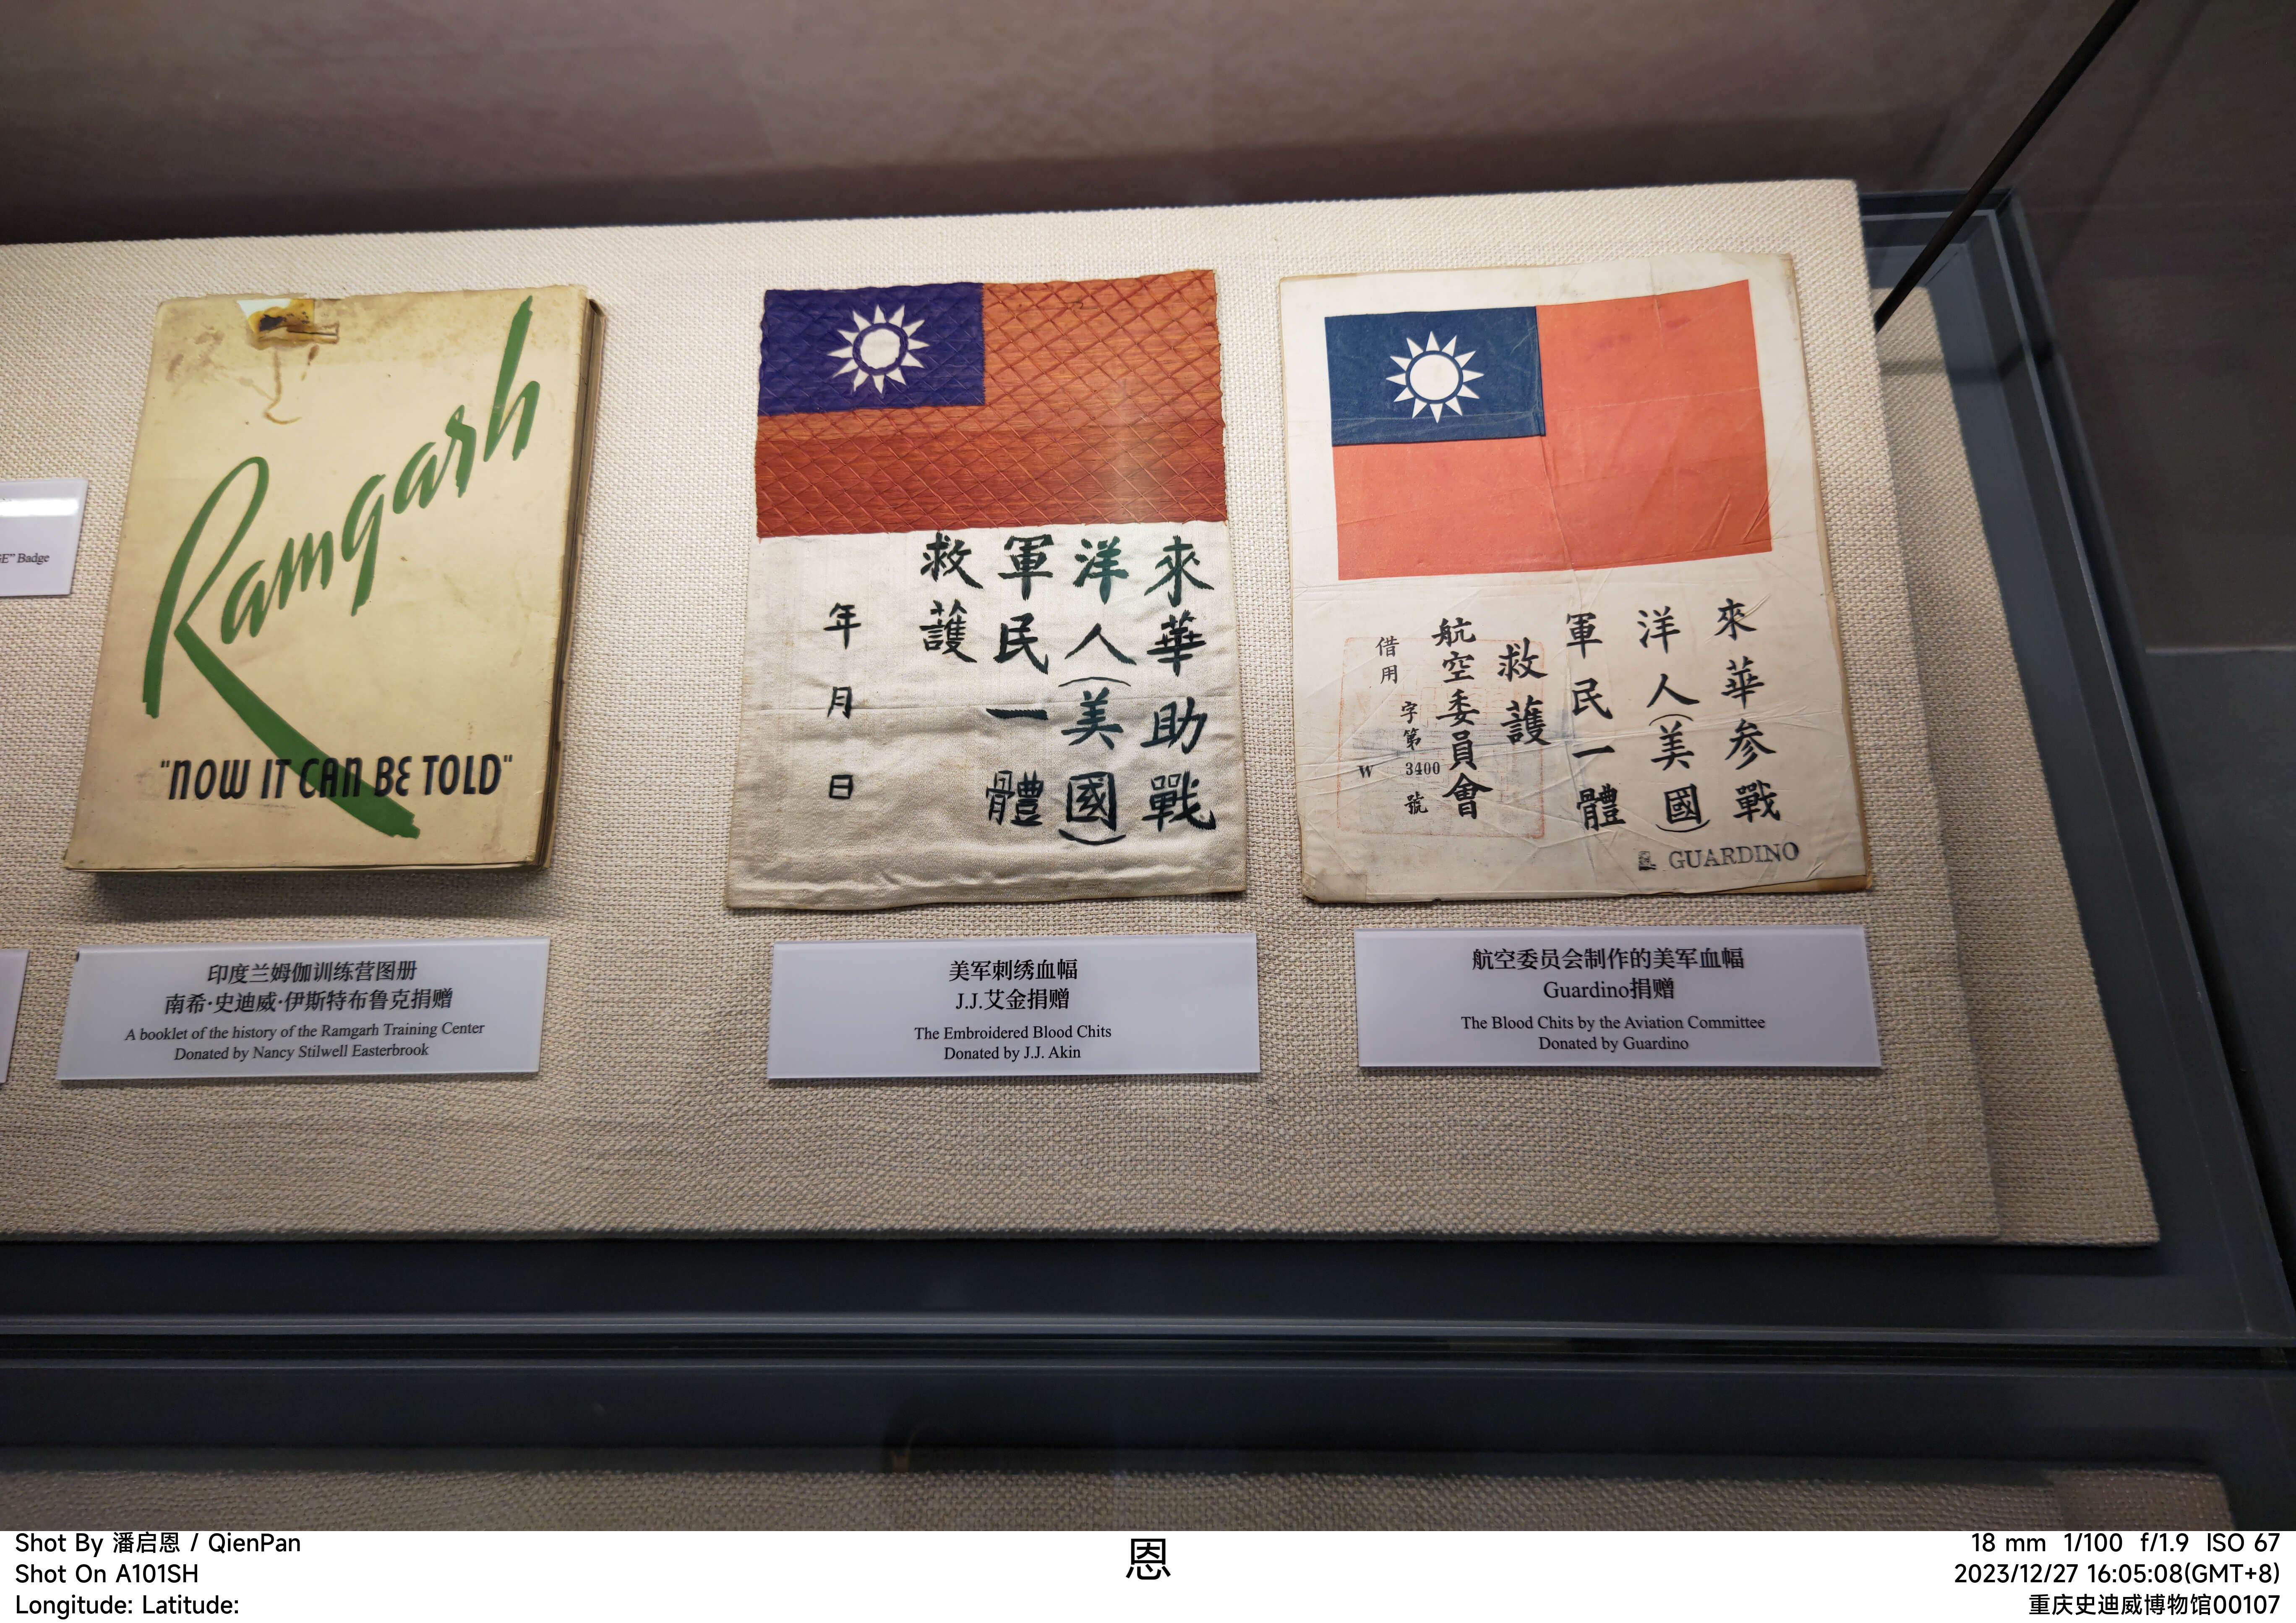 GE” Badge
Ramgarh
"NOW IT CAN BE TOLD"
印度兰姆伽训练营图册
南希·史迪威·伊斯特布鲁克捐赠
A booklet of the history of the Ramgarh Training Center
Donated by Nancy Stilwell Easterbrook
來華助戰
洋人(美國)
軍民一體
救護
年月日
美军刺绣血幅
J.J.艾金捐赠
The Embroidered Blood Chits
Donated by J.J. Akin
來華參戰
洋人(美國)
軍民一體
救護
航空委員會
字第3400號
借用
W
GUARDINO
航空委员会制作的美军血幅
Guardino捐赠
The Blood Chits by the Aviation Committee
Donated by Guardino
Shot By 潘启恩 / QienPan
Shot On A101SH
Longitude: Latitude:
恩
18 mm 1/100 f/1.9 ISO 67
2023/12/27 16:05:08(GMT+8)
重庆史迪威博物馆00107